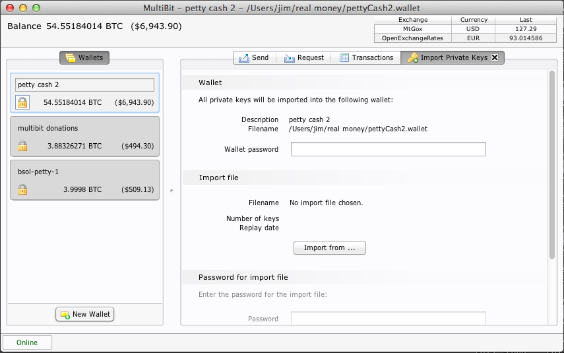 MultiBit - petty cash 2 - /Users/jim/real money/pettyCash2.wallet
Balance 54.55184014 BTC ($6,943.90)
Exchange Currency Last
MtGox USD 127.29
OpenExchangeRates EUR 93.014586
Wallets
Send Request Transactions Import Private Keys
petty cash 2
54.55184014 BTC ($6,943.90)
multibit donations
3.88326271 BTC ($494.30)
bsol-petty-1
3.9998 BTC ($509.13)
New Wallet
Wallet
All private keys will be imported into the following wallet:
Description petty cash 2
Filename /Users/jim/real money/pettyCash2.wallet
Wallet password
Import file
Filename No import file chosen.
Number of keys
Replay date
Import from ...
Password for import file
Enter the password for the import file:
Password
Online